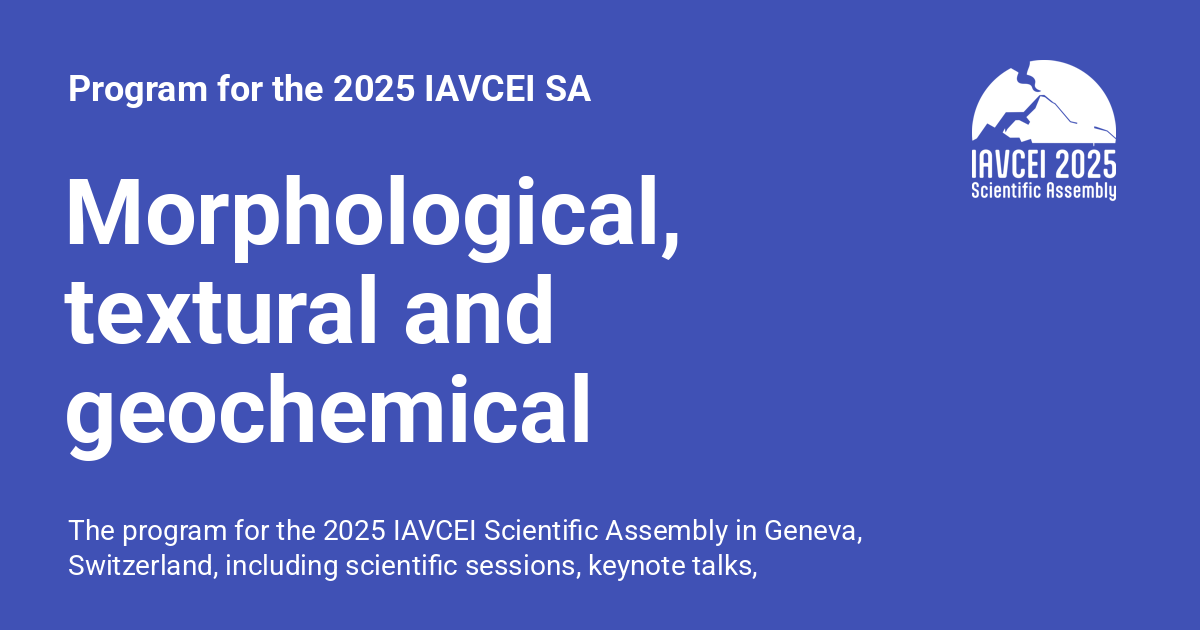 Program for the 2025 IAVCEI SA
IAVCEI 2025
Scientific Assembly
Morphological,
textural and
geochemical
The program for the 2025 IAVCEI Scientific Assembly in Geneva,
Switzerland, including scientific sessions, keynote talks,